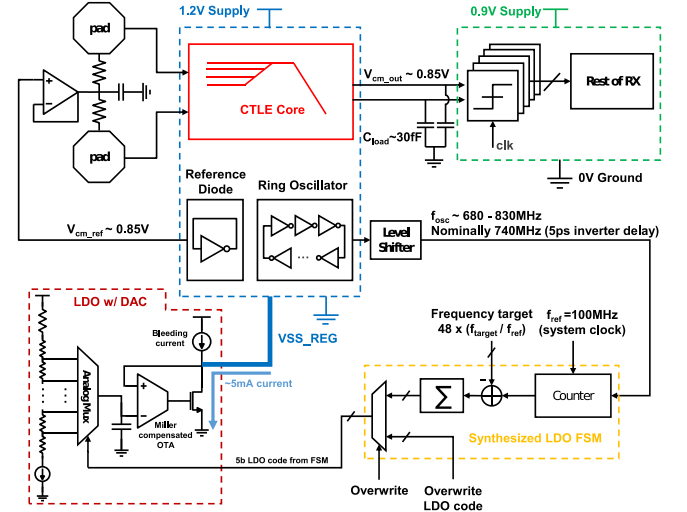 1.2V Supply
0.9V Supply
pad
V_cm_out ~ 0.85V
CTLE Core
Rest of RX
pad
C_load~30fF
clk
0V Ground
Reference
Diode
Ring Oscillator
V_cm_ref ~ 0.85V
Level
Shifter
f_osc ~ 680 - 830MHz
Nominally 740MHz (5ps inverter delay)
LDO w/ DAC
VSS_REG
Bleeding
current
Frequency target
48 x (f_target / f_ref)
f_ref =100MHz
(system clock)
Analog Mux
~5mA current
Σ
-
Counter
Miller
compensated
OTA
Synthesized LDO FSM
5b LDO code from FSM
Overwrite
Overwrite
LDO code